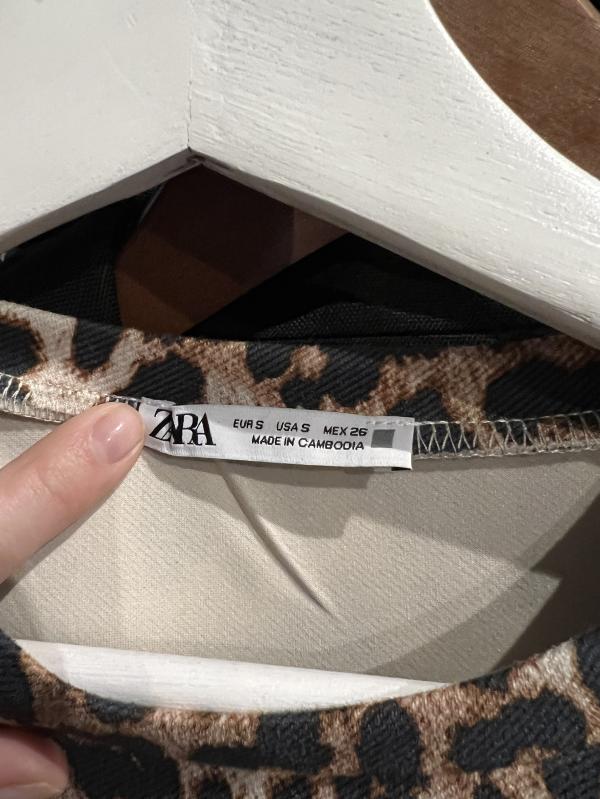 ZARA
EUR S USA S MEX 26
MADE IN CAMBODIA